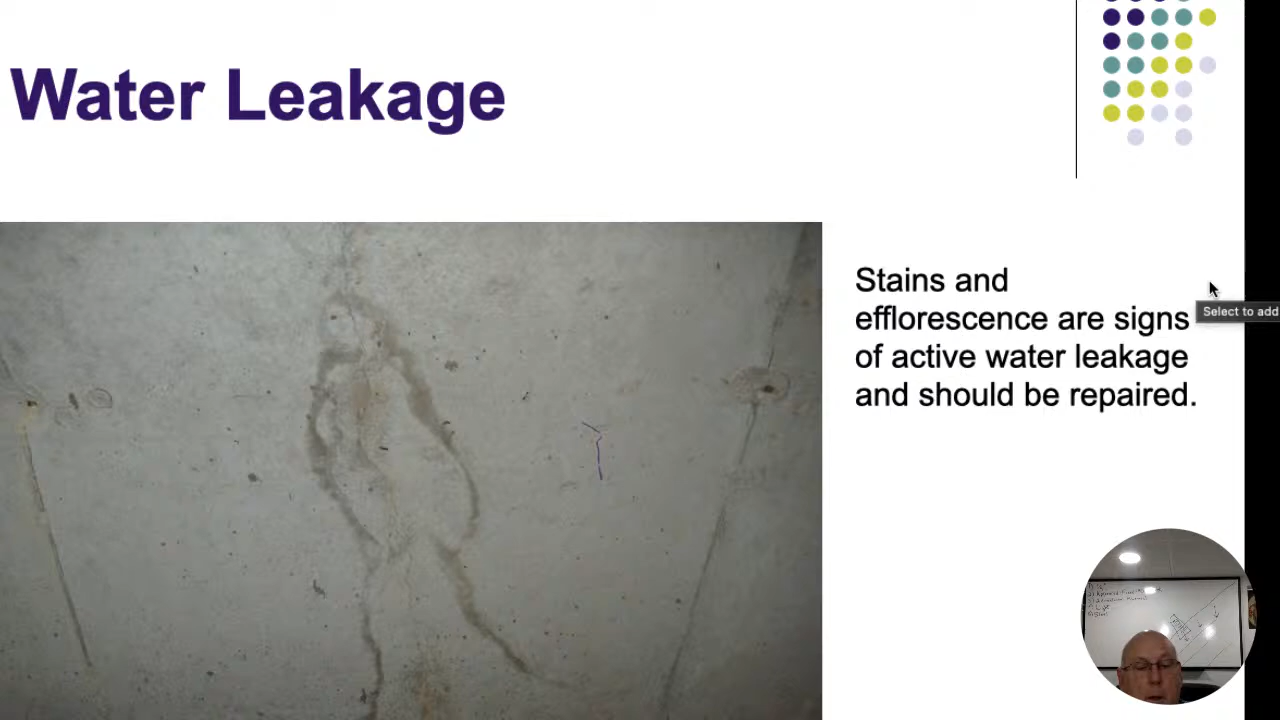 Water Leakage
Stains and
efflorescence are signs
of active water leakage
and should be repaired.
Select to add